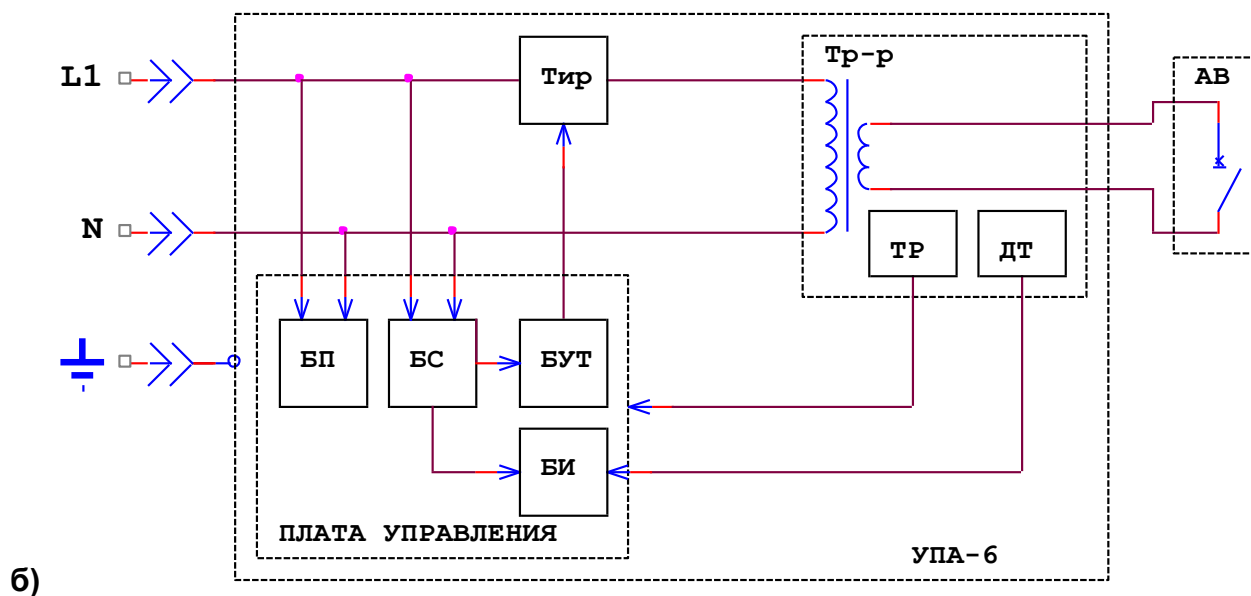 L1
Тир
Тр-р
АВ
N
ТР
ДТ
БП
БС
БУТ
БИ
ПЛАТА УПРАВЛЕНИЯ
УПА-6
б)